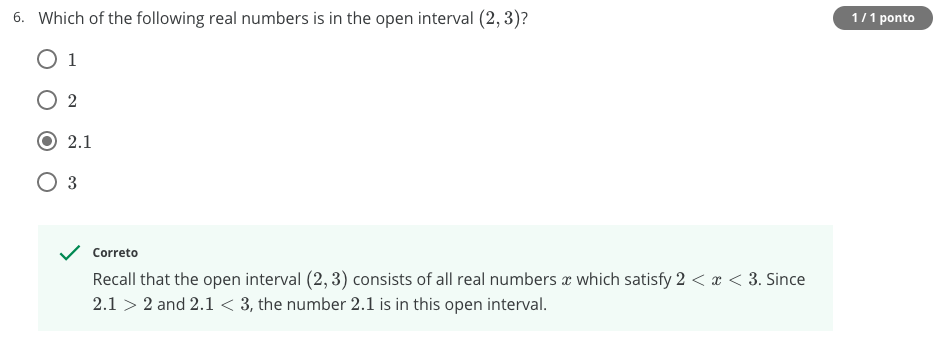 6. Which of the following real numbers is in the open interval (2, 3)?
1 / 1 ponto
1
2
2.1
3
Correto
Recall that the open interval (2, 3) consists of all real numbers x which satisfy 2 < x < 3. Since
2.1 > 2 and 2.1 < 3, the number 2.1 is in this open interval.